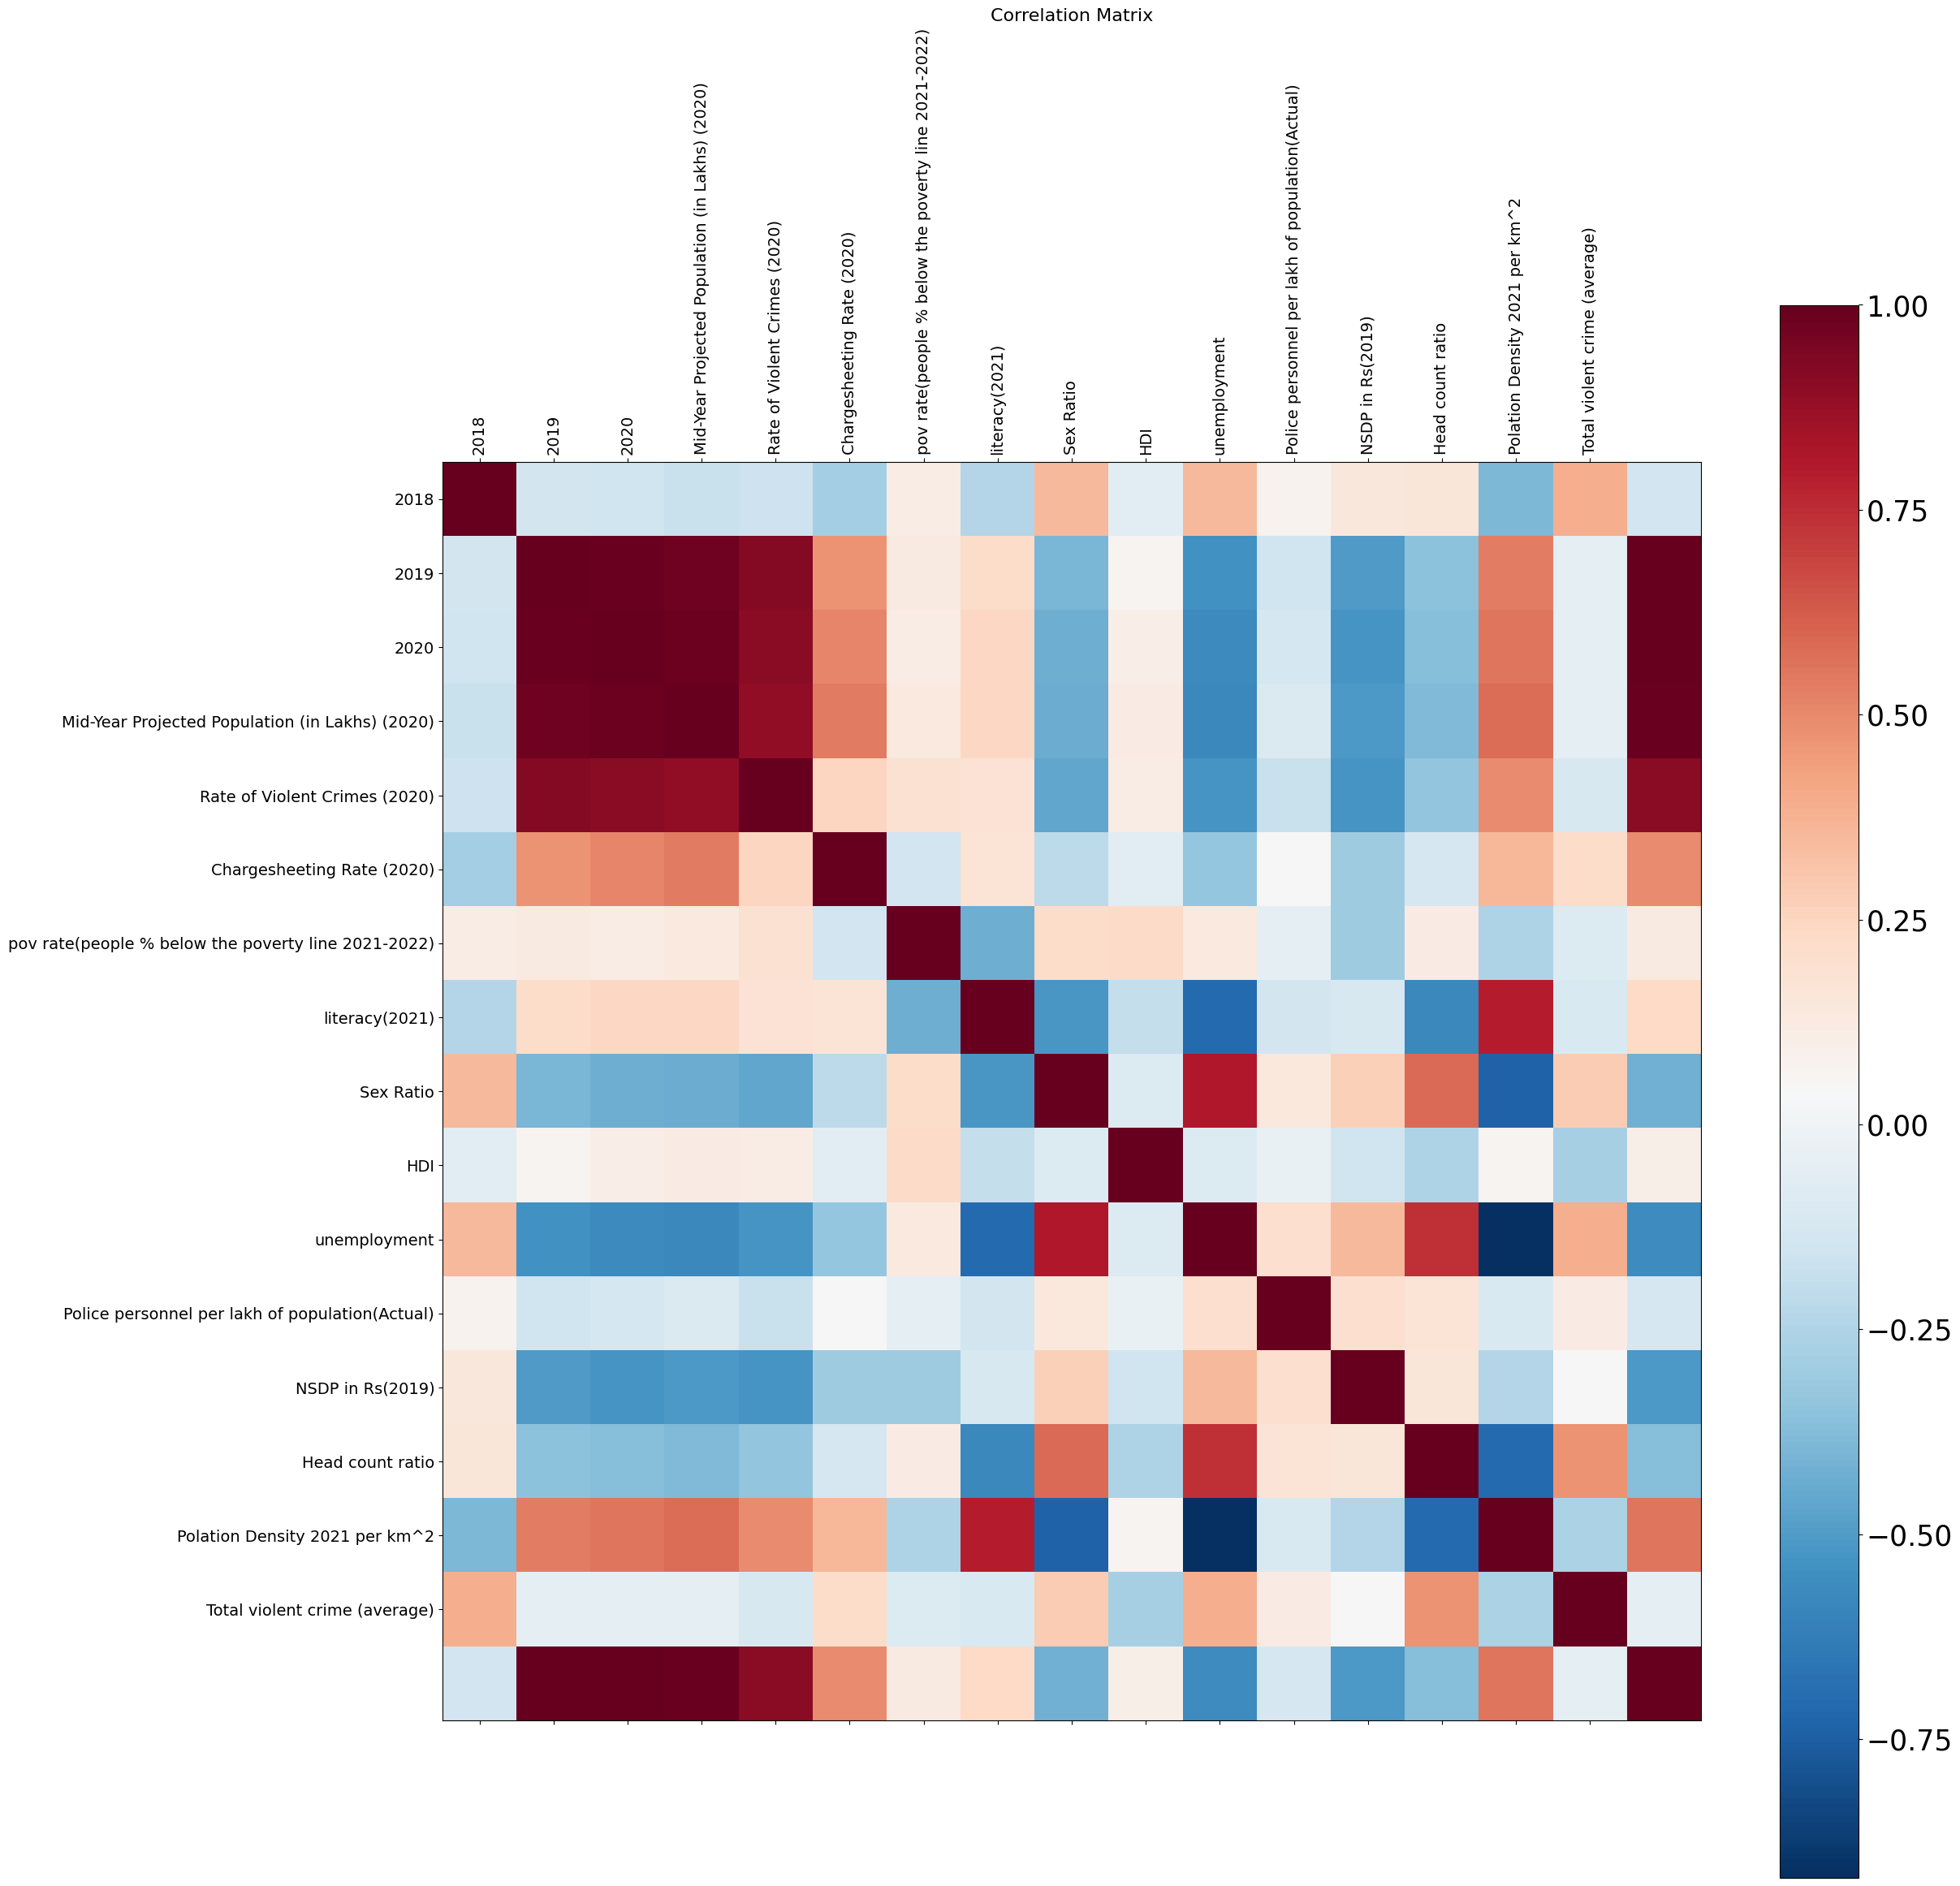 Correlation Matrix
2018
2019
2020
Mid-Year Projected Population (in Lakhs) (2020)
Rate of Violent Crimes (2020)
Chargesheeting Rate (2020)
pov rate(people % below the poverty line 2021-2022)
literacy(2021)
Sex Ratio
HDI
unemployment
Police personnel per lakh of population(Actual)
NSDP in Rs(2019)
Head count ratio
Polation Density 2021 per km^2
Total violent crime (average)
2018
2019
2020
Mid-Year Projected Population (in Lakhs) (2020)
Rate of Violent Crimes (2020)
Chargesheeting Rate (2020)
pov rate(people % below the poverty line 2021-2022)
literacy(2021)
Sex Ratio
HDI
unemployment
Police personnel per lakh of population(Actual)
NSDP in Rs(2019)
Head count ratio
Polation Density 2021 per km^2
Total violent crime (average)
1.00
0.75
0.50
0.25
0.00
−0.25
−0.50
−0.75